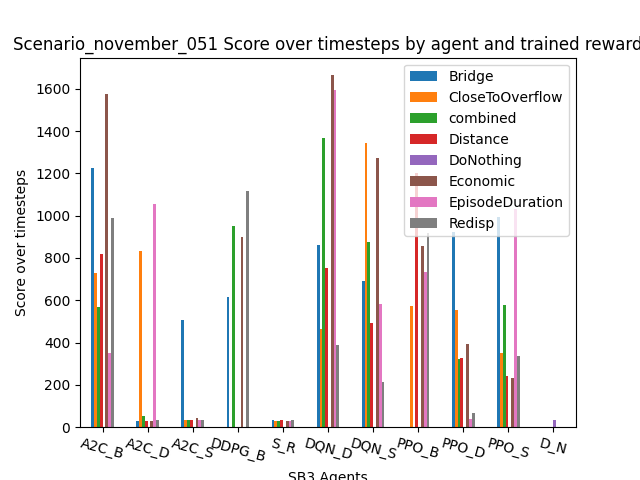 Scenario_november_051 Score over timesteps by agent and trained reward
Score over timesteps
1600
1400
1200
1000
800
600
400
200
0
Bridge
CloseToOverflow
combined
Distance
DoNothing
Economic
EpisodeDuration
Redisp
A2C_B
A2C_D
A2C_S
DDPG_B
S_R
DQN_D
DQN_S
PPO_B
PPO_D
PPO_S
D_N
SB3 Agents